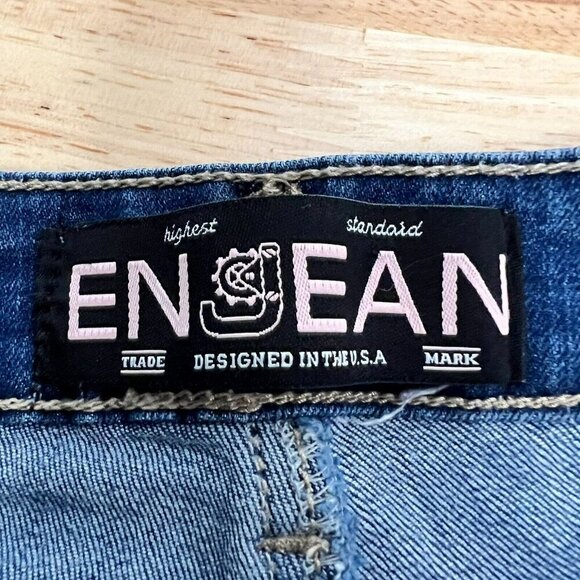 highest standard
ENJEAN
TRADE DESIGNED IN THE U.S.A MARK